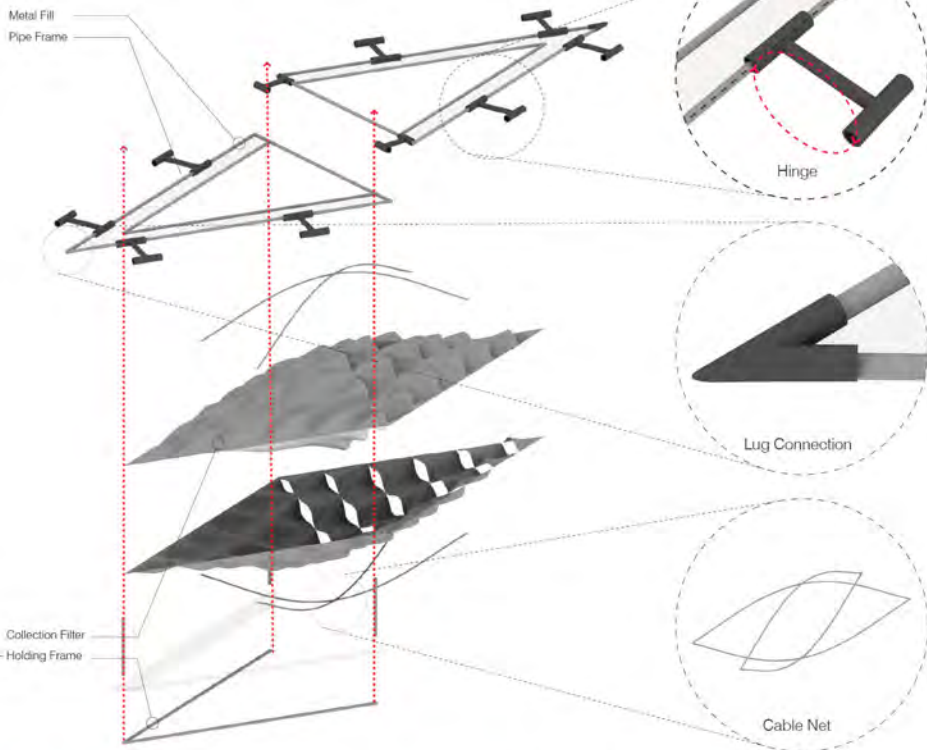 Metal Fill
Pipe Frame
Hinge
Lug Connection
Collection Filter
Holding Frame
Cable Net